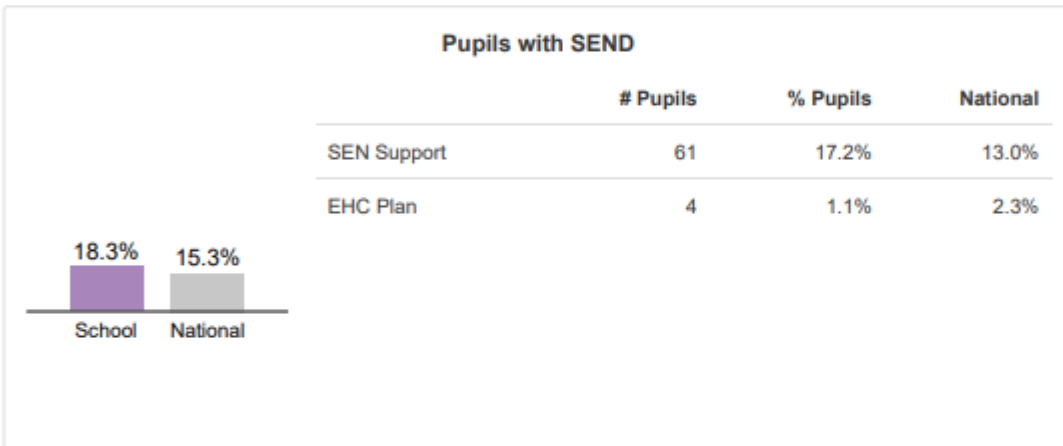 Pupils with SEND
# Pupils % Pupils National
SEN Support 61 17.2% 13.0%
EHC Plan 4 1.1% 2.3%
18.3% 15.3%
School National